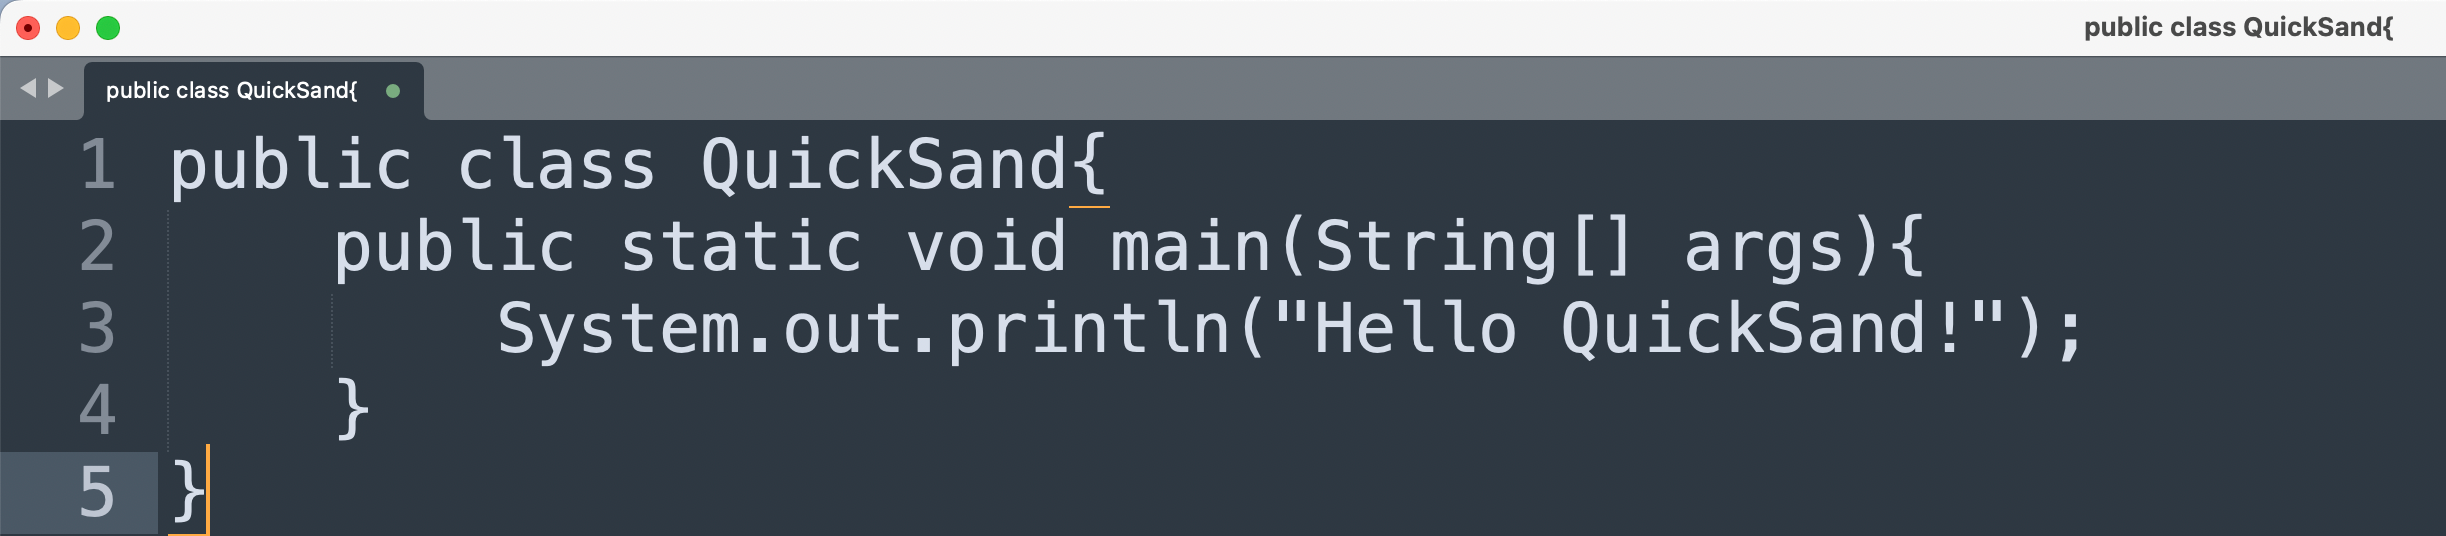 public class QuickSand{
public class QuickSand{
1 public class QuickSand{
2     public static void main(String[] args){
3         System.out.println("Hello QuickSand!");
4     }
5 }